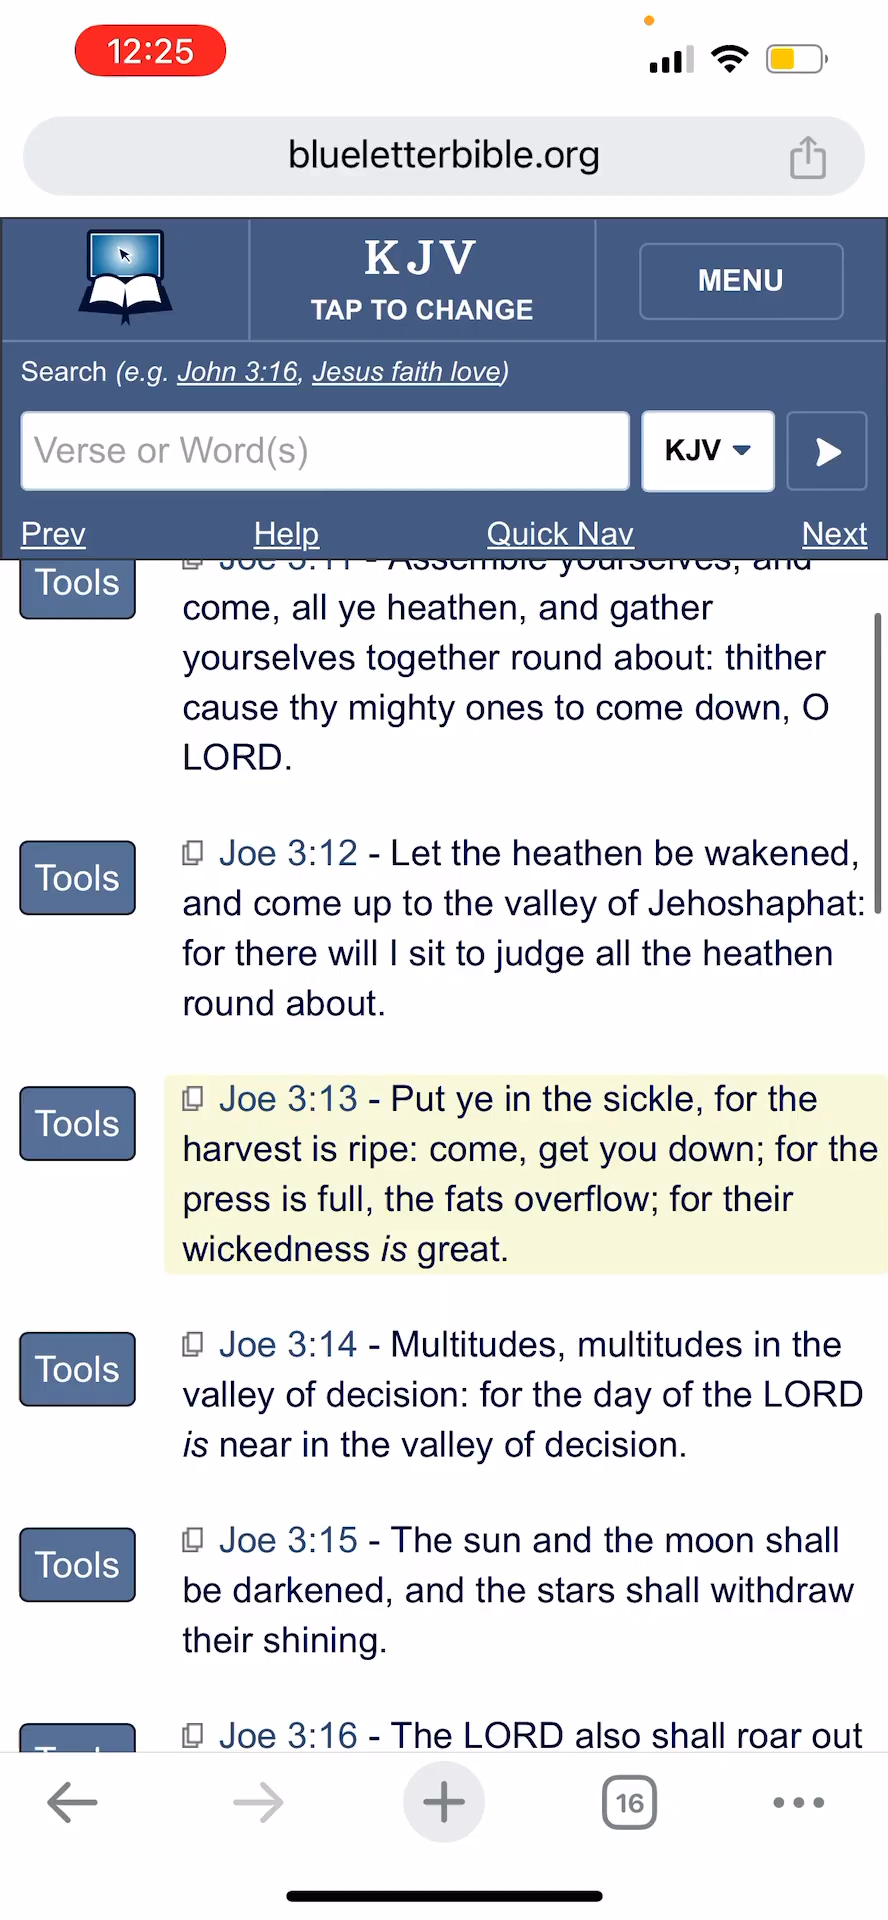 12:25
blueletterbible.org
KJV
TAP TO CHANGE
MENU
Search (e.g. John 3:16, Jesus faith love)
Verse or Word(s)
KJV
Prev Help Quick Nav Next
Tools
Joe 3:11 - Assemble yourselves, and
come, all ye heathen, and gather
yourselves together round about: thither
cause thy mighty ones to come down, O
LORD.
Tools
Joe 3:12 - Let the heathen be wakened,
and come up to the valley of Jehoshaphat:
for there will I sit to judge all the heathen
round about.
Tools
Joe 3:13 - Put ye in the sickle, for the
harvest is ripe: come, get you down; for the
press is full, the fats overflow; for their
wickedness is great.
Tools
Joe 3:14 - Multitudes, multitudes in the
valley of decision: for the day of the LORD
is near in the valley of decision.
Tools
Joe 3:15 - The sun and the moon shall
be darkened, and the stars shall withdraw
their shining.
Tools
Joe 3:16 - The LORD also shall roar out
16